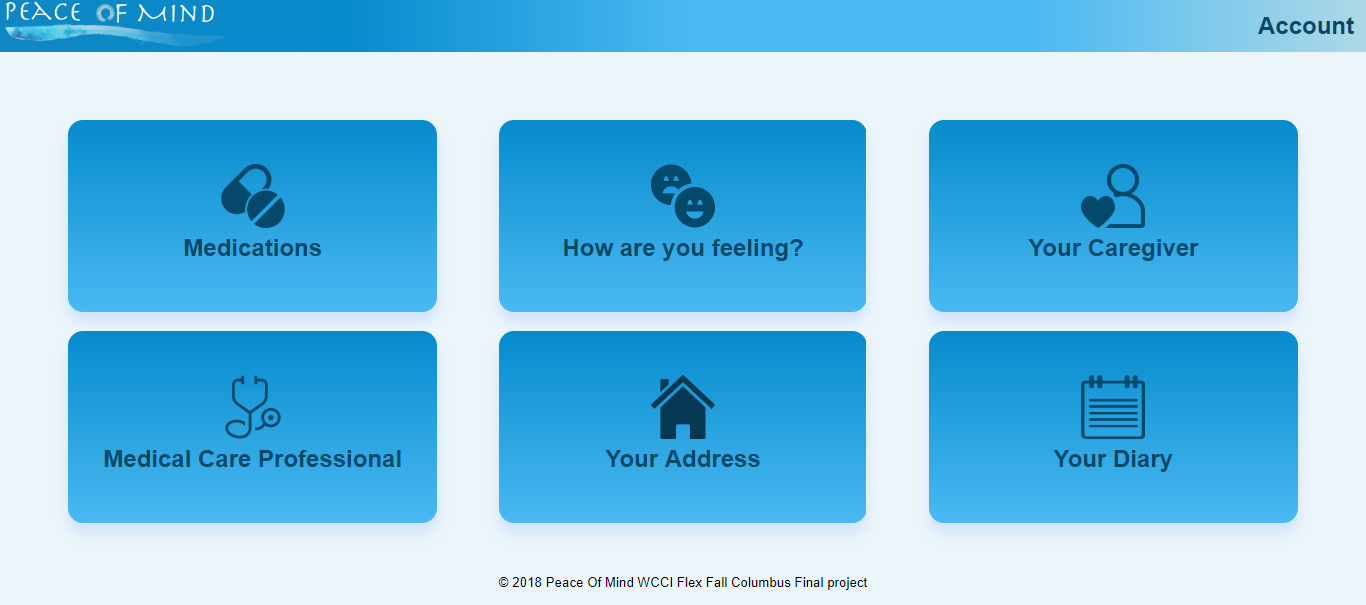 PEACE OF MIND
Account
Medications
How are you feeling?
Your Caregiver
Medical Care Professional
Your Address
Your Diary
© 2018 Peace Of Mind WCCI Flex Fall Columbus Final project